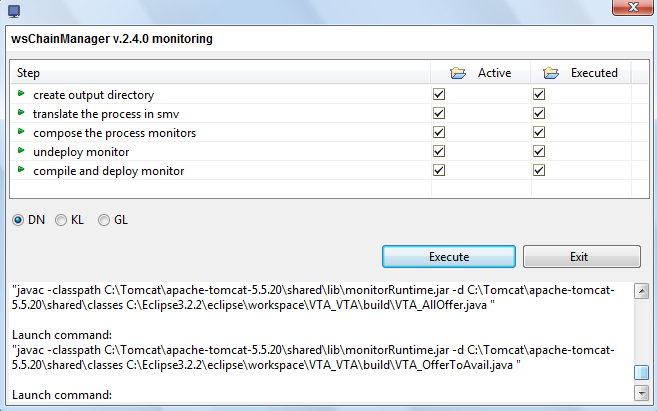 wsChainManager v.2.4.0 monitoring
Step Active Executed
create output directory
translate the process in smv
compose the process monitors
undeploy monitor
compile and deploy monitor
DN KL GL
Execute Exit
"javac -classpath C:\Tomcat\apache-tomcat-5.5.20\shared\lib\monitorRuntime.jar -d C:\Tomcat\apache-tomcat-
5.5.20\shared\classes C:\Eclipse3.2.2\eclipse\workspace\VTA_VTA\build\VTA_AllOffer.java "
Launch command:
"javac -classpath C:\Tomcat\apache-tomcat-5.5.20\shared\lib\monitorRuntime.jar -d C:\Tomcat\apache-tomcat-
5.5.20\shared\classes C:\Eclipse3.2.2\eclipse\workspace\VTA_VTA\build\VTA_OfferToAvail.java "
Launch command: